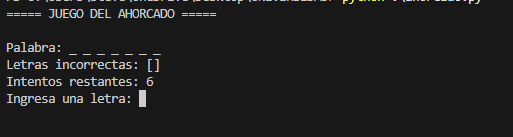 ===== JUEGO DEL AHORCADO =====
Palabra: _ _ _ _ _ _ _
Letras incorrectas: []
Intentos restantes: 6
Ingresa una letra: